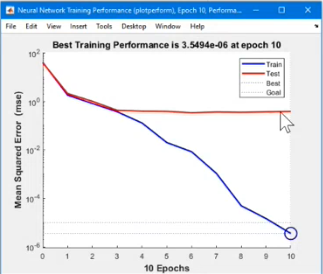 Neural Network Training Performance (plotperform), Epoch 10, Performa...
File Edit View Insert Tools Desktop Window Help
Best Training Performance is 3.5494e-06 at epoch 10
Train
Test
Best
Goal
Mean Squared Error (mse)
10^2
10^0
10^-2
10^-4
10^-6
0 1 2 3 4 5 6 7 8 9 10
10 Epochs